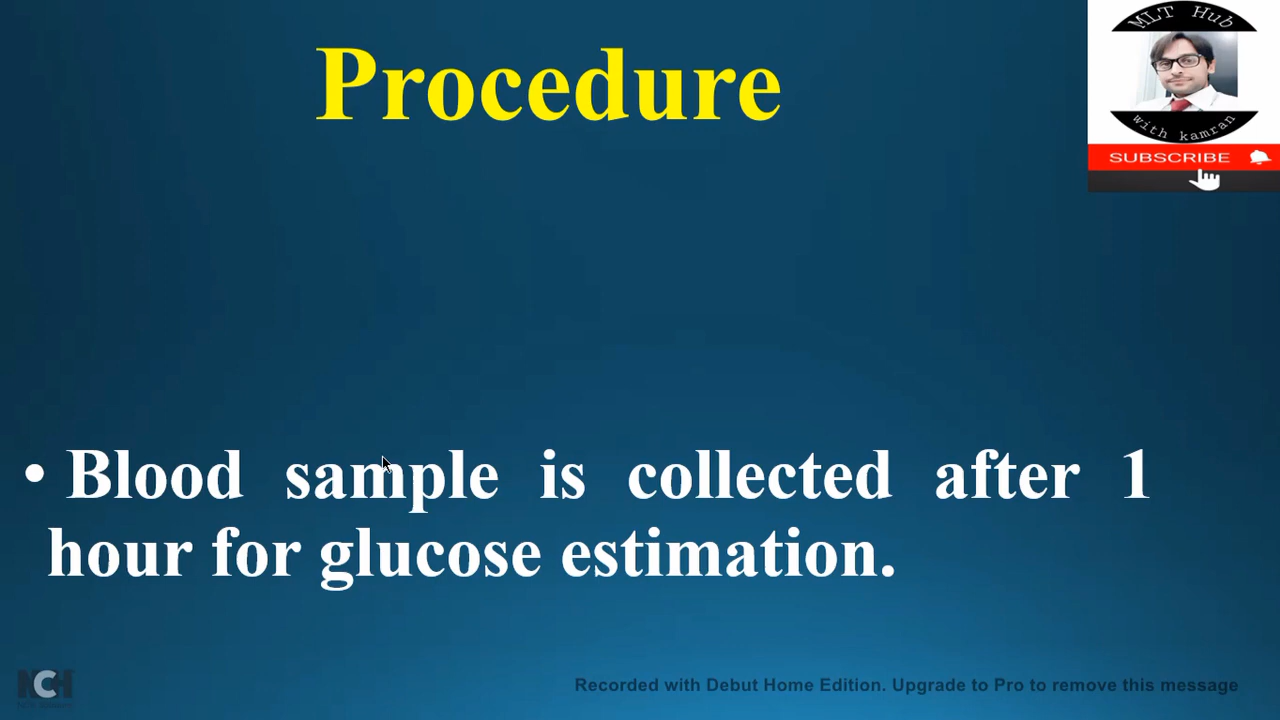 Procedure
MLT Hub
with kamran
SUBSCRIBE
• Blood sample is collected after 1
hour for glucose estimation.
NCH
Recorded with Debut Home Edition. Upgrade to Pro to remove this message